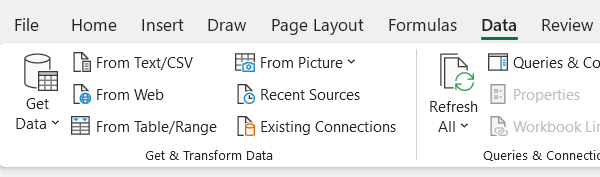 File Home Insert Draw Page Layout Formulas Data Review
From Text/CSV From Picture Queries & Co
Get Data From Web Recent Sources Refresh All Properties
From Table/Range Existing Connections Workbook Lin
Get & Transform Data Queries & Connectio